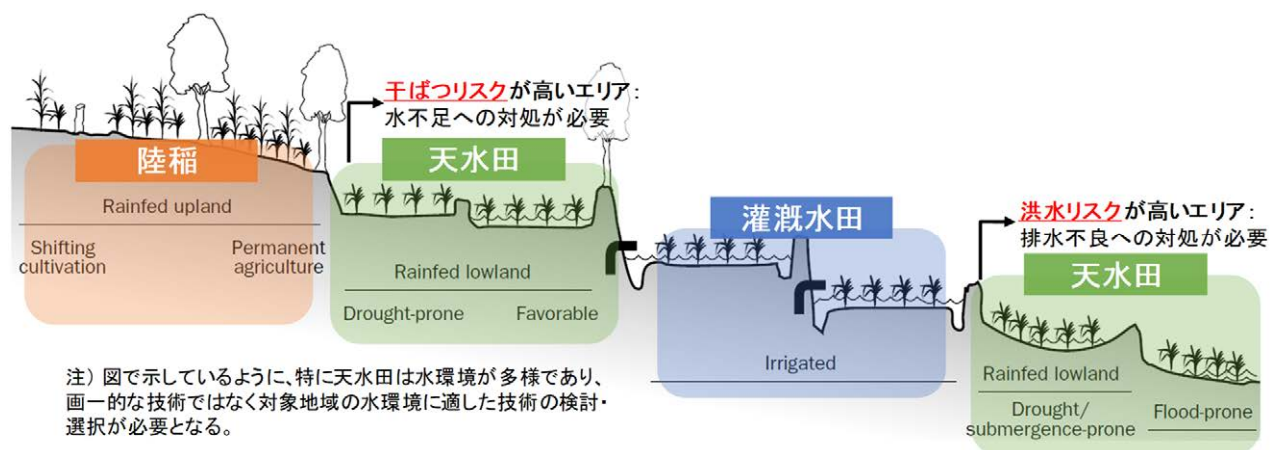 干ばつリスクが高いエリア:
水不足への対処が必要
陸稲
Rainfed upland
Shifting
cultivation
Permanent
agriculture
天水田
Rainfed lowland
Drought-prone
Favorable
灌漑水田
Irrigated
洪水リスクが高いエリア:
排水不良への対処が必要
天水田
Rainfed lowland
Drought/
submergence-prone
Flood-prone
注) 図で示しているように、特に天水田は水環境が多様であり、
画一的な技術ではなく対象地域の水環境に適した技術の検討・
選択が必要となる。